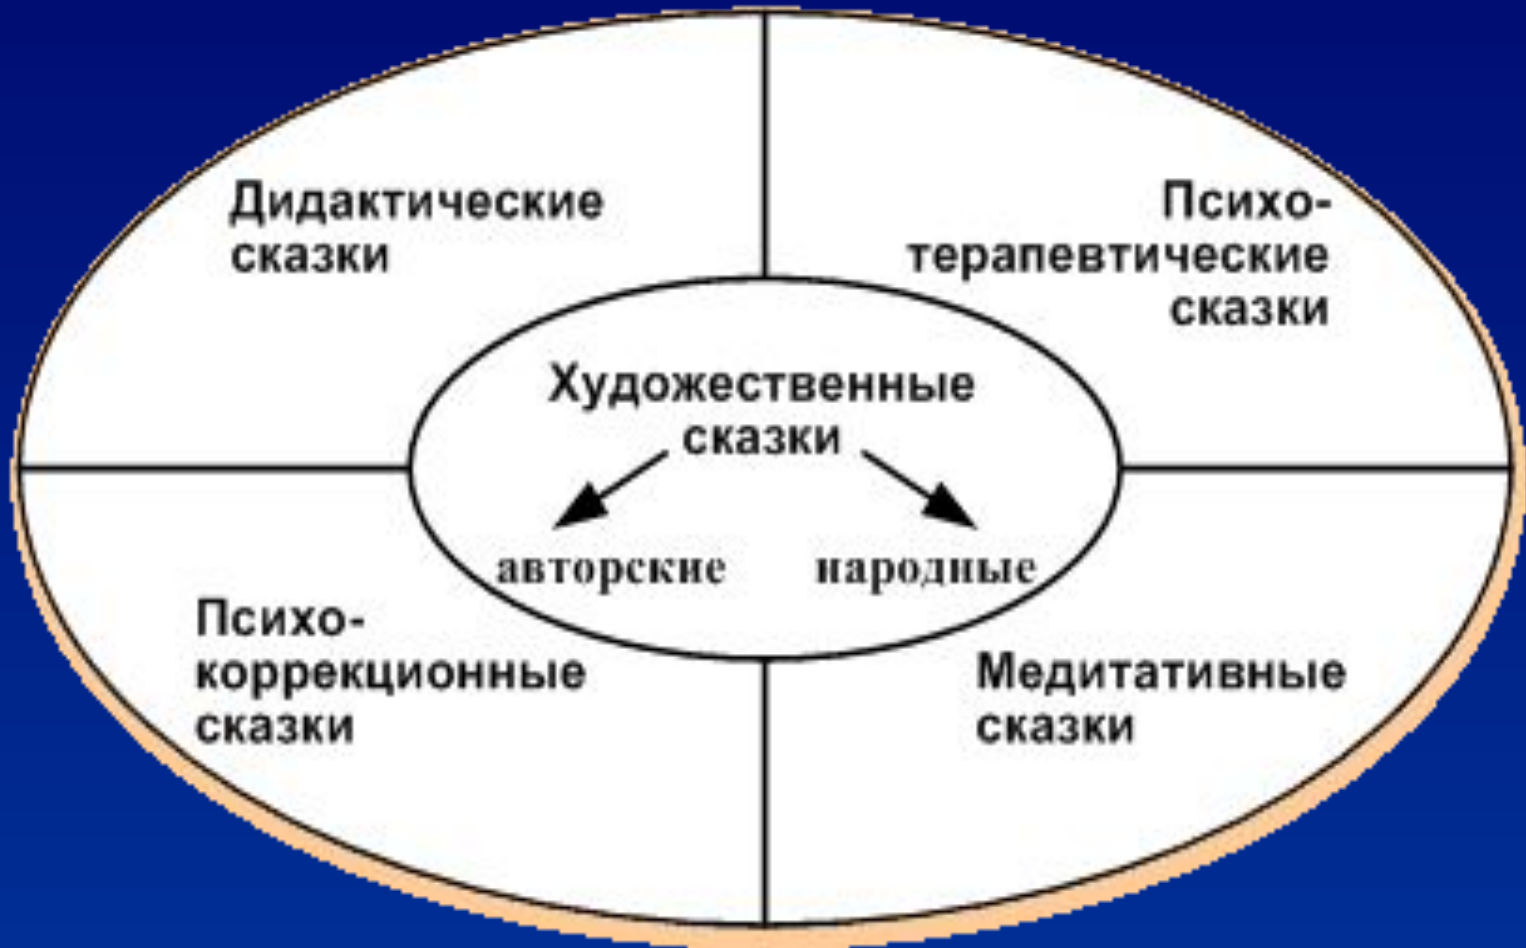 Дидактические
сказки
Психо-
терапевтические
сказки
Художественные
сказки
авторские
народные
Психо-
коррекционные
сказки
Медитативные
сказки